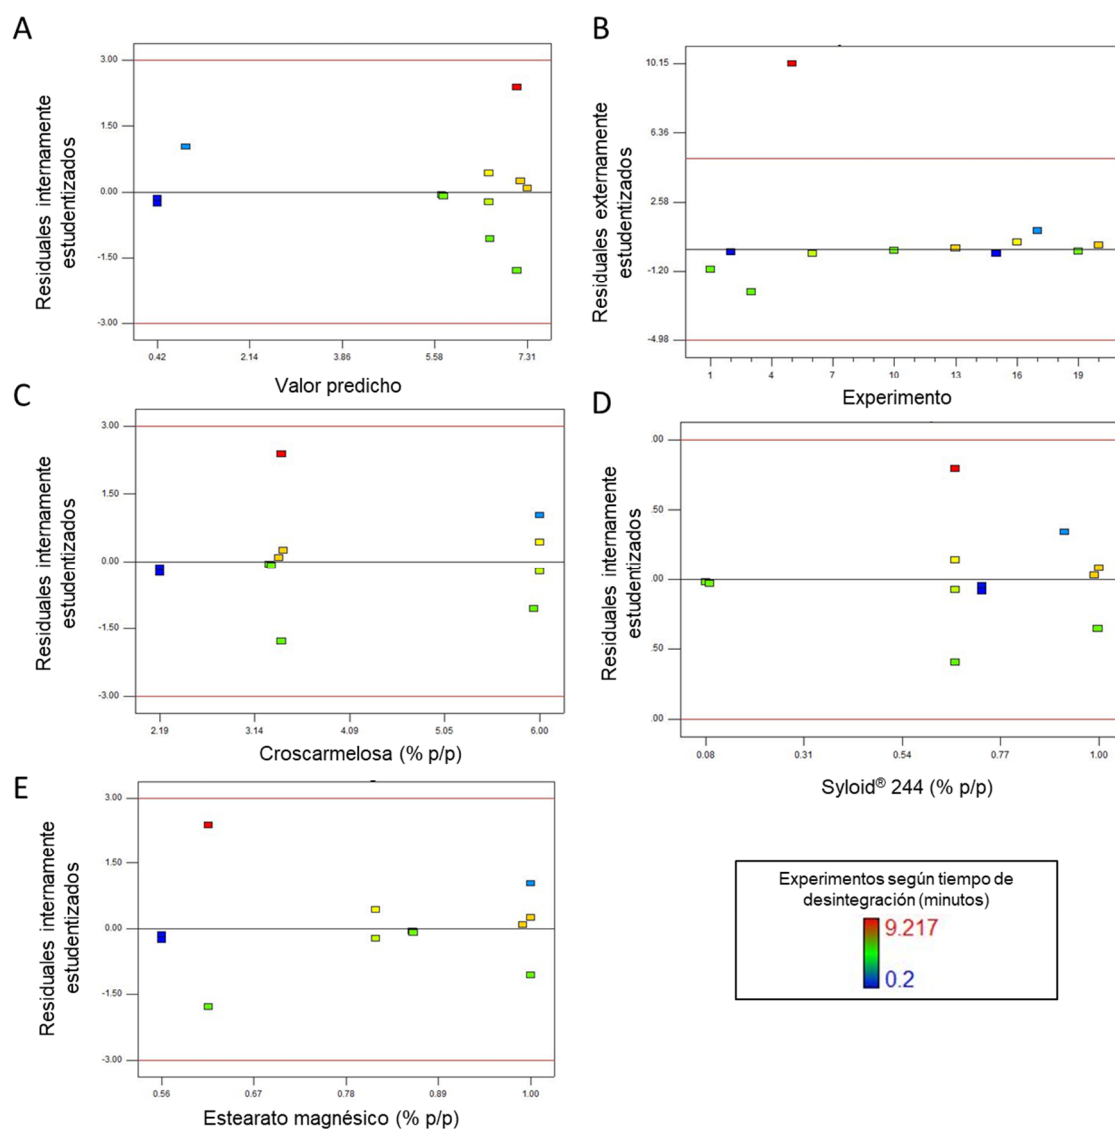 A
Residuales internamente
estudentizados
3.00
1.50
0.00
-1.50
-3.00
0.42
2.14
3.86
5.58
7.31
Valor predicho
B
Residuales externamente
estudentizados
10.15
6.36
2.58
-1.20
-4.98
1
4
7
10
13
16
19
Experimento
C
Residuales internamente
estudentizados
3.00
1.50
0.00
-1.50
-3.00
2.19
3.14
4.09
5.05
6.00
Croscarmelosa (% p/p)
D
Residuales internamente
estudentizados
.00
.50
.00
.50
.00
0.08
0.31
0.54
0.77
1.00
Syloid® 244 (% p/p)
E
Residuales internamente
estudentizados
3.00
1.50
0.00
-1.50
-3.00
0.56
0.67
0.78
0.89
1.00
Estearato magnésico (% p/p)
Experimentos según tiempo de
desintegración (minutos)
9.217
0.2